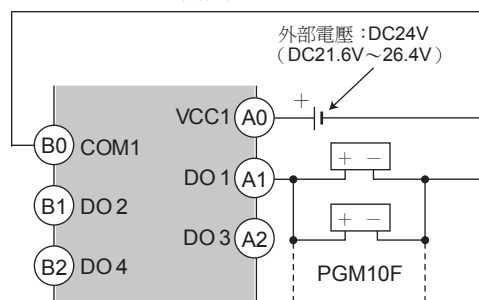 外部電壓：DC24V
（DC21.6V～26.4V）
+
VCC1 A0
B0 COM1
DO 1 A1
+ −
B1 DO 2
+ −
DO 3 A2
B2 DO 4
PGM10F